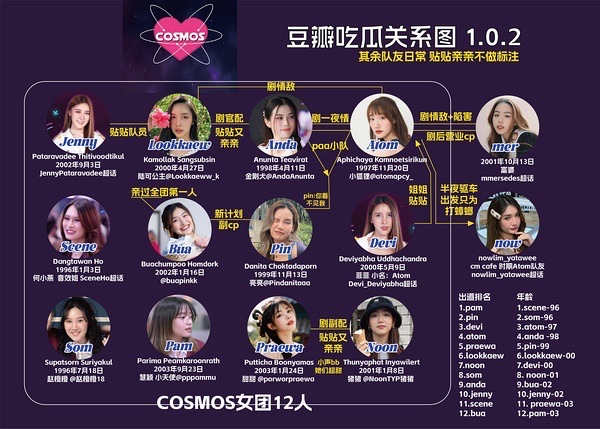 COSMOS
豆瓣吃瓜关系图 1.0.2
其余队友日常 贴贴亲亲不做标注
剧情敌
贴贴队员
剧官配
贴贴又
亲亲
剧一夜情
paa小队
剧情敌+陷害
剧后营业cp
Jenny
Lookkaew
Anda
Atom
mer
Pataravadee Thitivoodtikul
2002年9月3日
JennyPataravadee超话
Kamollak Sangsubsin
2000年4月27日
陆可公主@Lookkaeww_k
Anunta Teavirat
1998年4月11日
金刚犬@AndaAnunta
Aphichaya Kamnaetsirikun
1997年11月20日
小狐狸@atomapcy_
2001年10月13日
富婆
mmersedes超话
亲过全团第一人
新计划
副cp
pin:你看
不见我
姐姐
贴贴
半夜驱车
出发只为
打蟑螂
Scene
Bua
Pin
Devi
now
Dangtawan Ho
1996年1月3日
何小燕 音效姐 SceneHo超话
Buachumpoo Homdork
2002年1月16日
@buapinkk
Danita Choktadaporn
1999年11月13日
亮亮@Pindanitaaa
Deviyabha Uddhachandra
2000年5月9日
菲菲 小名：Atom
Devi_Deviyabha超话
nowlim_yatawee
cm cafe 时期Atom队友
nowlim_yatawee超话
Som
Pam
Praewa
Noon
剧副配
贴贴又
亲亲
小声bb
她们超甜
Supatsorn Suriyakul
1996年7月18日
赵橙橙 @赵橙橙18
Parima Peamkaroonrath
2003年9月23日
慧颖 小天使@pppammu
Putticha Boonyamas
2003年1月24日
甜甜 @porworpraewa
Thunyaphat Inyawilert
2001年1月8日
猪猪 @NoonTYP猪猪
COSMOS女团12人
出道排名
1.pam
2.pin
3.devi
4.atom
5.praewa
6.lookkaew
7.noon
8.som
9.anda
10.jenny
11.scene
12.bua
年龄
1.scene-96
2.som-96
3.atom-97
4.anda -98
5.pin-99
6.lookkaew-00
7.devi-00
8. noon-01
9.bua-02
10.jenny-02
11. praewa-03
12.pam-03